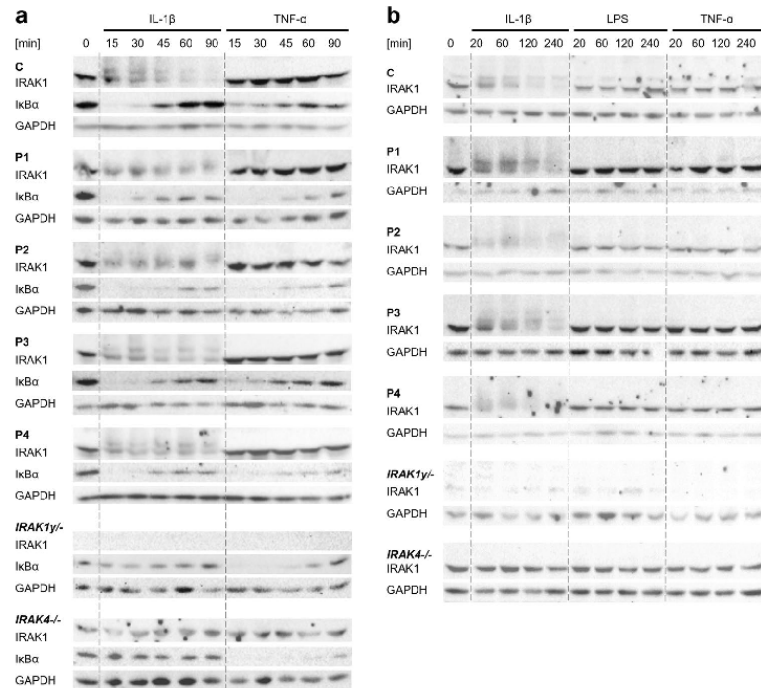 a
IL-1β TNF-α
[min] 0 15 30 45 60 90 15 30 45 60 90
C
IRAK1
IκBα
GAPDH
P1
IRAK1
IκBα
GAPDH
P2
IRAK1
IκBα
GAPDH
P3
IRAK1
IκBα
GAPDH
P4
IRAK1
IκBα
GAPDH
IRAK1y/-
IRAK1
IκBα
GAPDH
IRAK4-/-
IRAK1
IκBα
GAPDH
b
IL-1β LPS TNF-α
[min] 0 20 60 120 240 20 60 120 240 20 60 120 240
C
IRAK1
GAPDH
P1
IRAK1
GAPDH
P2
IRAK1
GAPDH
P3
IRAK1
GAPDH
P4
IRAK1
GAPDH
IRAK1y/-
IRAK1
GAPDH
IRAK4-/-
IRAK1
GAPDH